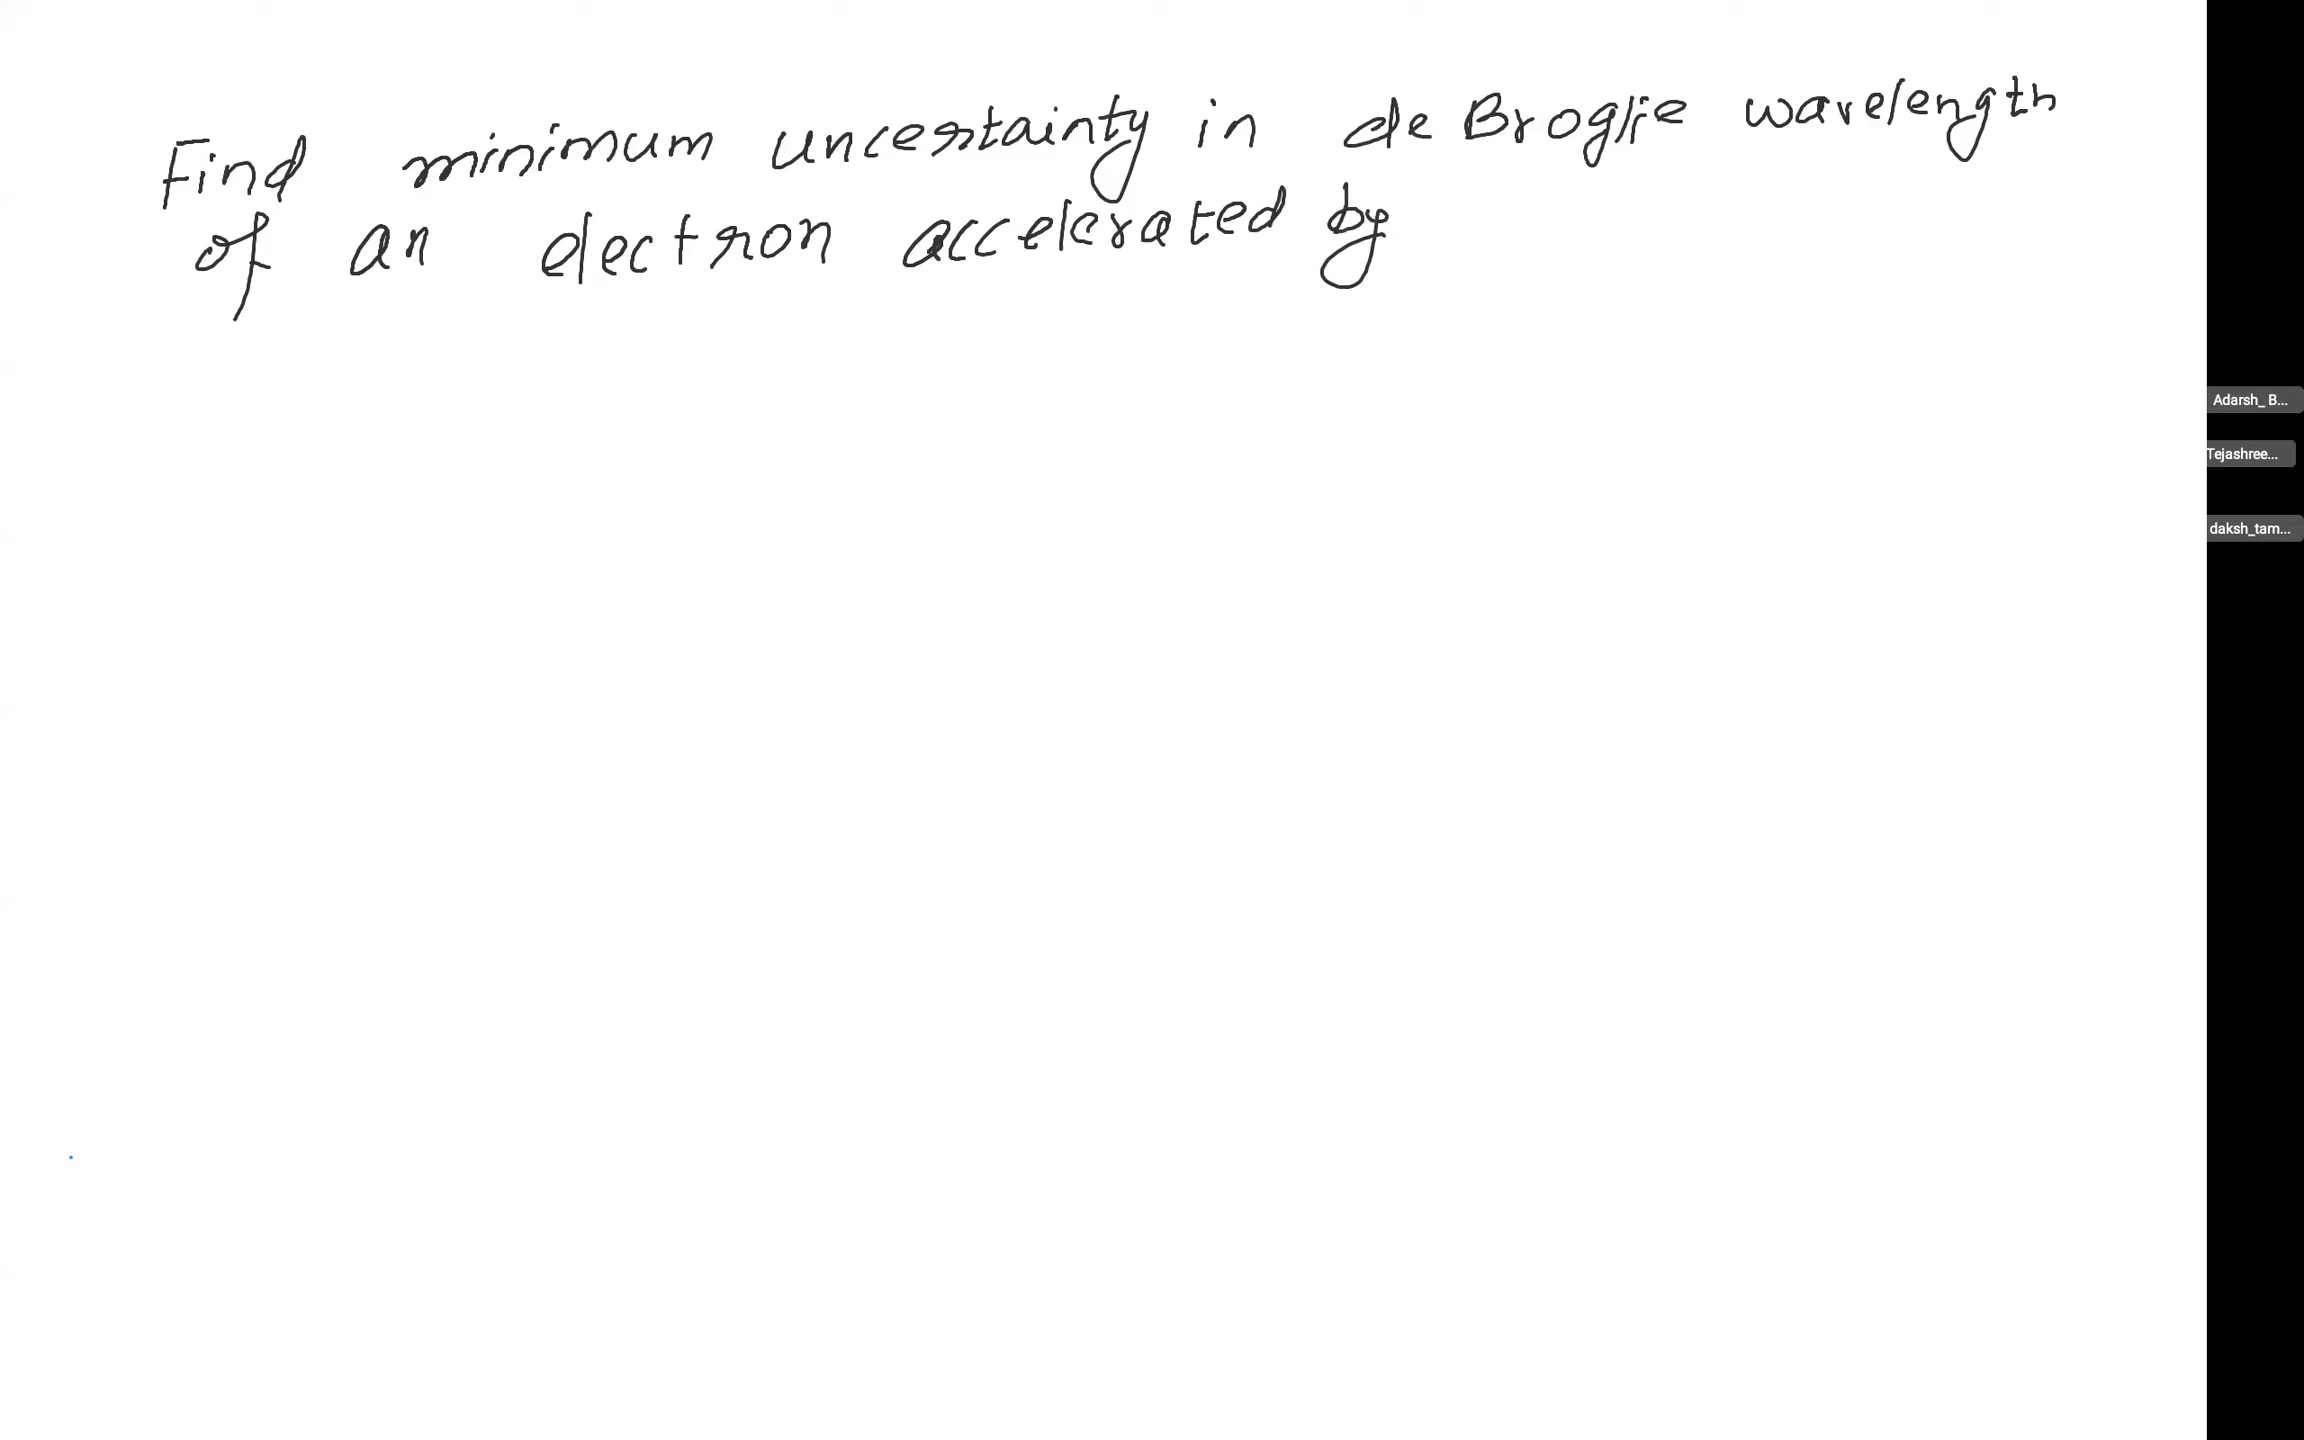 Find minimum uncertainty in de Broglie wavelength
of an electron accelerated by
Adarsh_ B...
Tejashree...
daksh_tam...